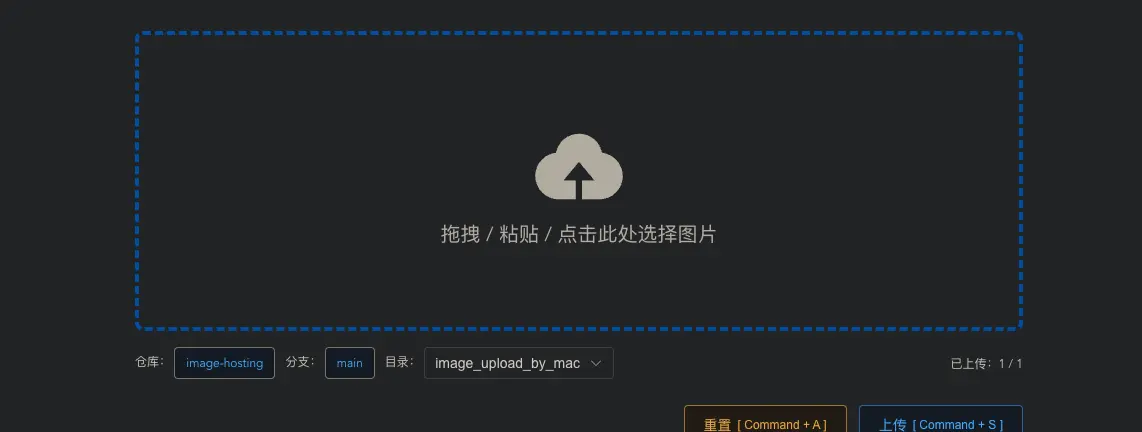 拖拽 / 粘贴 / 点击此处选择图片
仓库： image-hosting 分支： main 目录： image_upload_by_mac 已上传：1 / 1
重置 [ Command + A ] 上传 [ Command + S ]